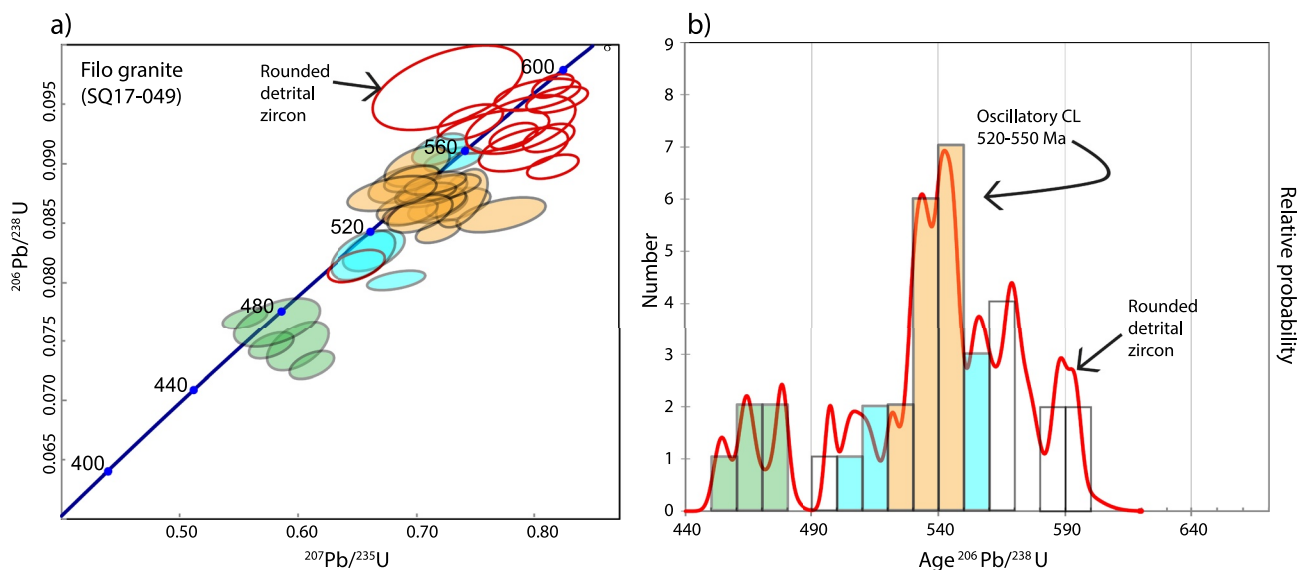 a)
Filo granite
(SQ17-049)
Rounded
detrital
zircon
600
560
520
480
440
400
0.095
0.090
0.085
0.080
0.075
0.070
0.065
206Pb/238U
0.50
0.60
0.70
0.80
207Pb/235U
b)
9
8
7
6
5
4
3
2
1
0
Number
Oscillatory CL
520-550 Ma
Rounded
detrital
zircon
Relative probability
440
490
540
590
640
Age 206Pb/238U